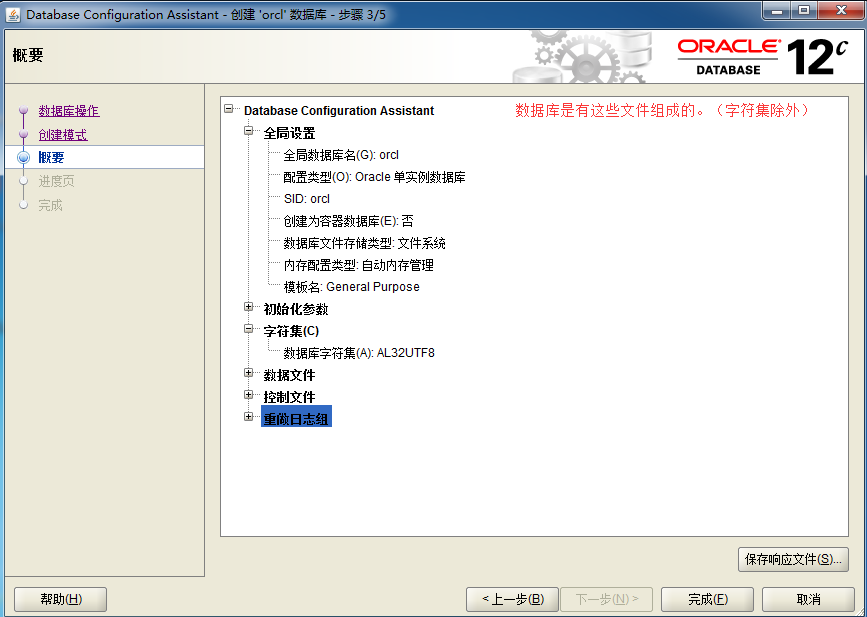 Database Configuration Assistant - 创建 'orcl' 数据库 - 步骤 3/5
概要
ORACLE
DATABASE
12c
数据库操作
创建模式
概要
进度页
完成
Database Configuration Assistant
数据库是有这些文件组成的。（字符集除外）
全局设置
全局数据库名(G): orcl
配置类型(O): Oracle 单实例数据库
SID: orcl
创建为容器数据库(E): 否
数据库文件存储类型: 文件系统
内存配置类型: 自动内存管理
模板名: General Purpose
初始化参数
字符集(C)
数据库字符集(A): AL32UTF8
数据文件
控制文件
重做日志组
保存响应文件(S)...
帮助(H)
< 上一步(B)
下一步(N) >
完成(F)
取消